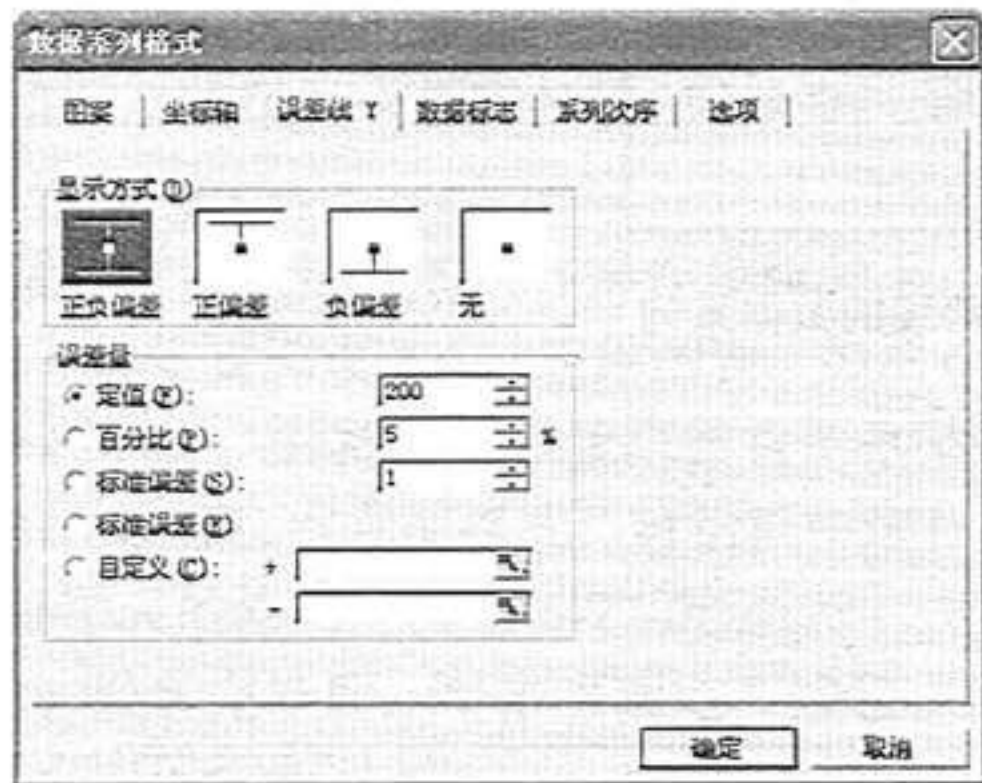 数据系列格式
图案 坐标轴 误差线 Y 数据标志 系列次序 选项
显示方式(D)
正负偏差 正偏差 负偏差 无
误差量
定值(F): 200
百分比(P): 5 %
标准偏差(S): 1
标准误差
自定义(C): +
-
确定 取消